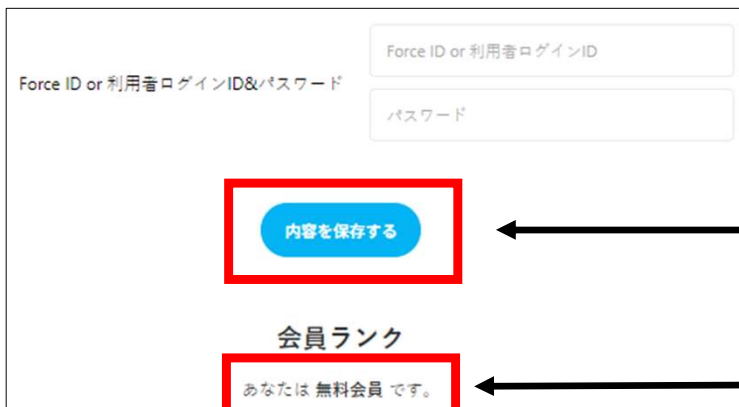 Force ID or 利用者ログインID
Force ID or 利用者ログインID&パスワード
パスワード
内容を保存する
会員ランク
あなたは 無料会員 です。